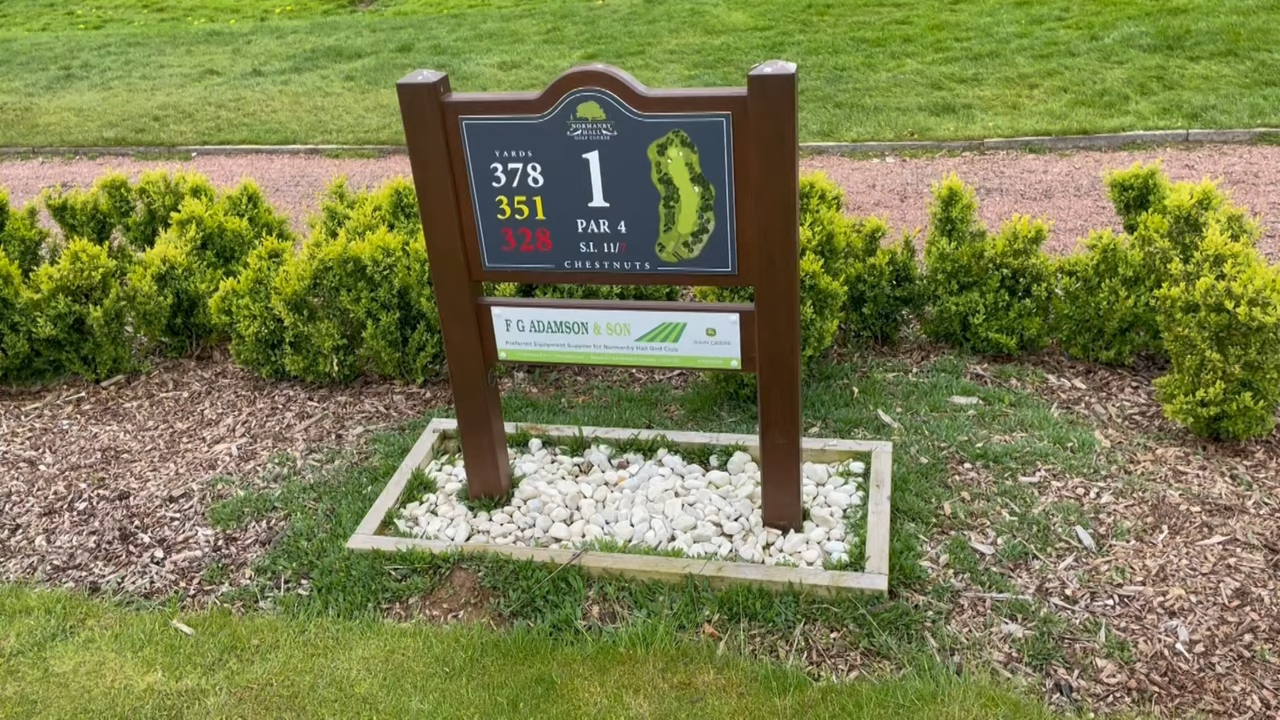 NORMANBY
HALL
GOLF COURSE
YARDS
378
351
328
1
PAR 4
S.I. 11/7
CHESTNUTS
F G ADAMSON & SON
Preferred Equipment Supplier for Normanby Hall Golf Club
JOHN DEERE